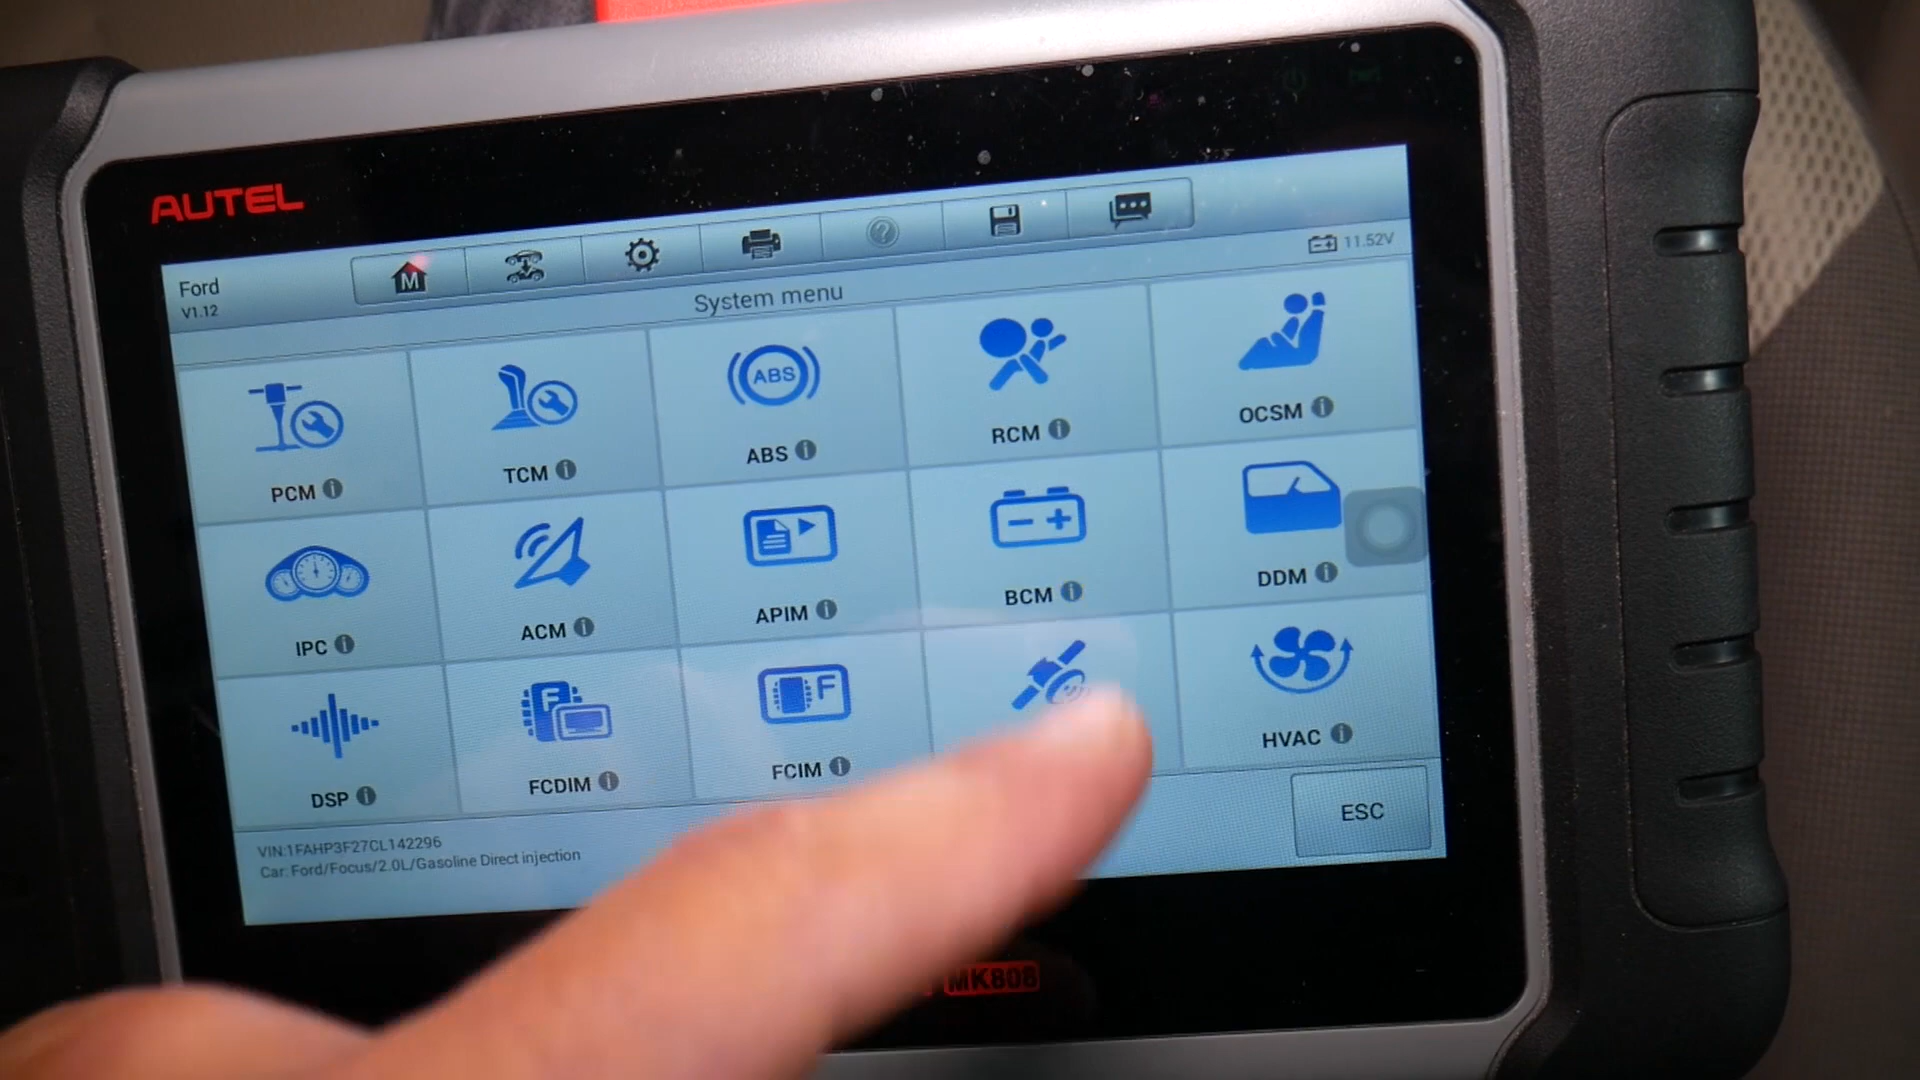 AUTEL
Ford
V1.12
M
11.52V
System menu
PCM
TCM
ABS
ABS
RCM
OCSM
IPC
ACM
APIM
BCM
DDM
DSP
F
FCDIM
F
FCIM
HVAC
VIN:1FAHP3F27CL142296
Car: Ford/Focus/2.0L/Gasoline Direct injection
ESC
MK808